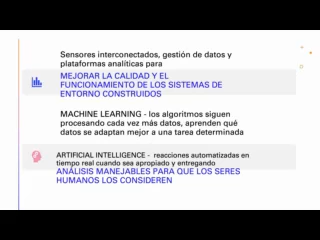 Sensores interconectados, gestión de datos y
plataformas analíticas para
MEJORAR LA CALIDAD Y EL
FUNCIONAMIENTO DE LOS SISTEMAS DE
ENTORNO CONSTRUIDOS
MACHINE LEARNING - los algoritmos siguen
procesando cada vez más datos, aprenden qué
datos se adaptan mejor a una tarea determinada
ARTIFICIAL INTELLIGENCE - reacciones automatizadas en
tiempo real cuando sea apropiado y entregando
ANÁLISIS MANEJABLES PARA QUE LOS SERES
HUMANOS LOS CONSIDEREN